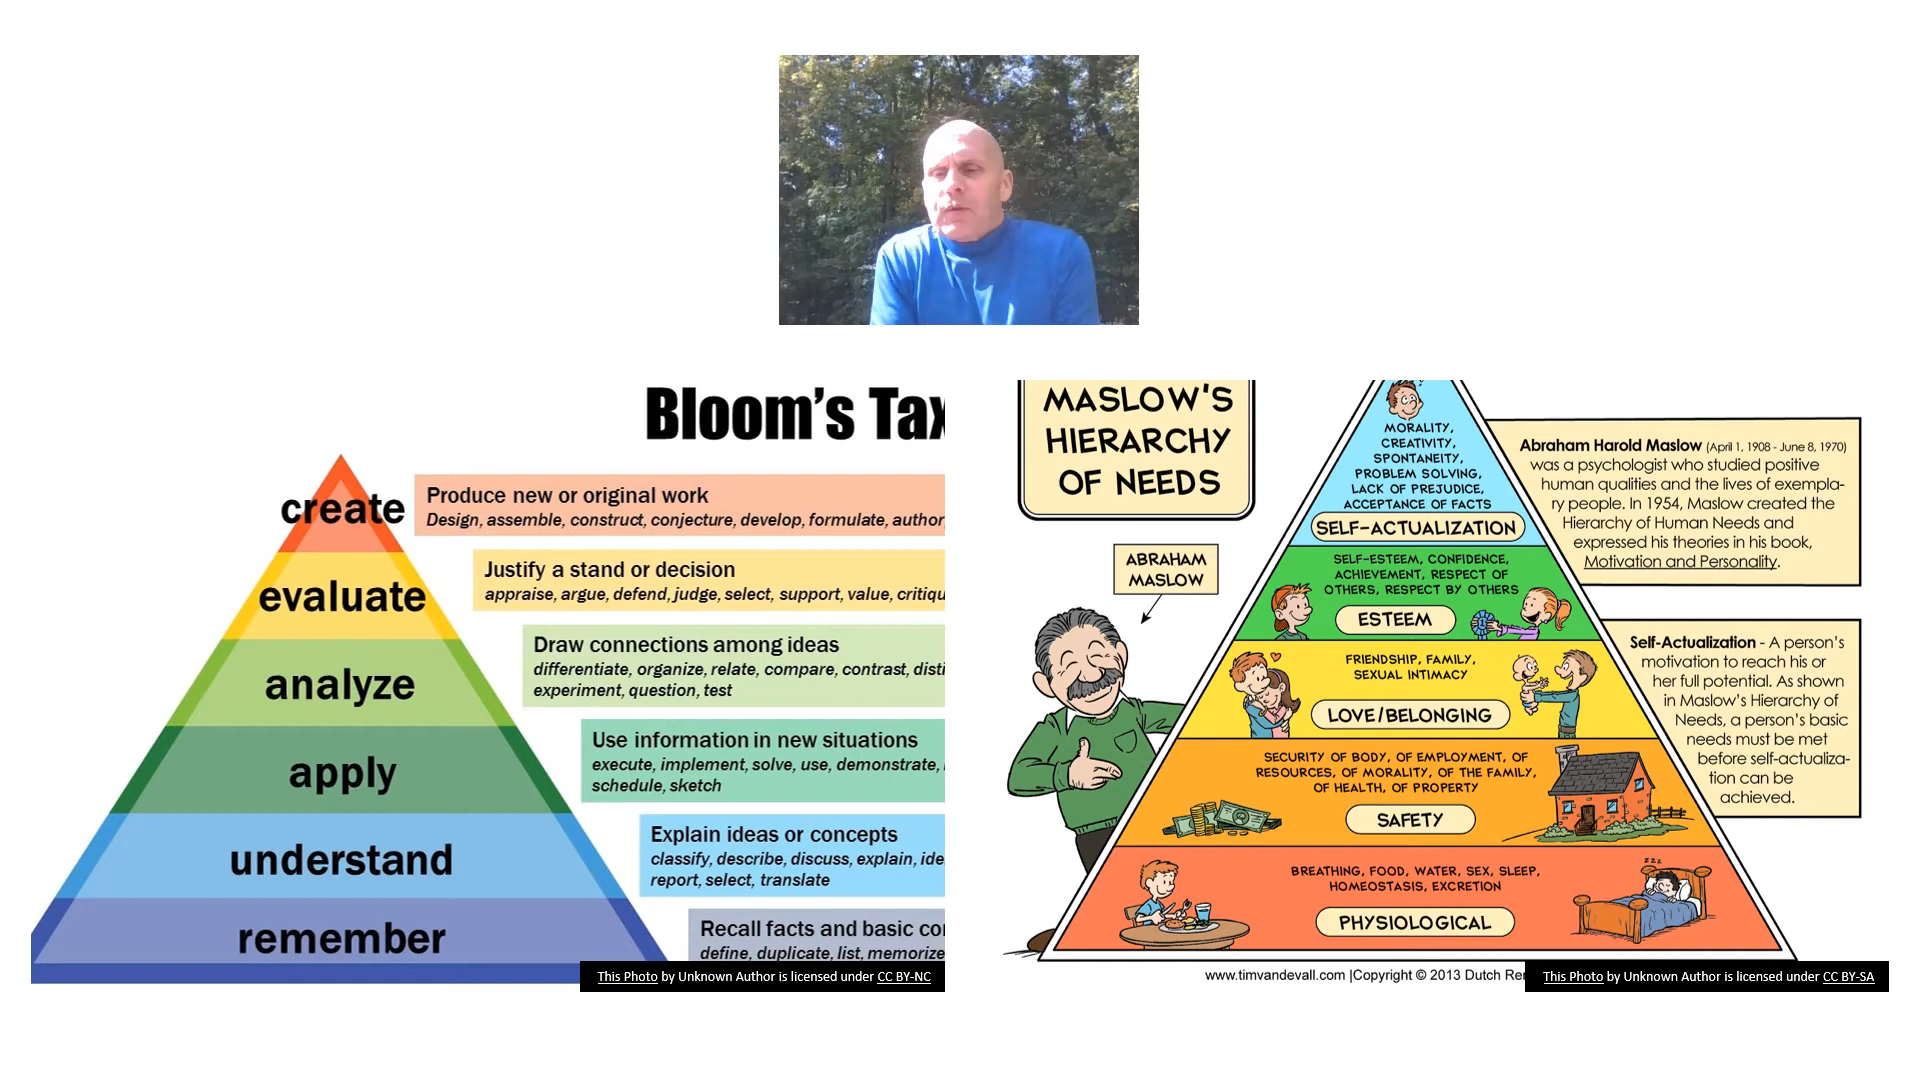 Bloom's Tax
create
Produce new or original work
Design, assemble, construct, conjecture, develop, formulate, author
evaluate
Justify a stand or decision
appraise, argue, defend, judge, select, support, value, critiqu
analyze
Draw connections among ideas
differentiate, organize, relate, compare, contrast, disti
experiment, question, test
apply
Use information in new situations
execute, implement, solve, use, demonstrate,
schedule, sketch
understand
Explain ideas or concepts
classify, describe, discuss, explain, ide
report, select, translate
remember
Recall facts and basic co
define, duplicate, list, memorize
This Photo by Unknown Author is licensed under CC BY-NC
MASLOW'S
HIERARCHY
OF NEEDS
ABRAHAM
MASLOW
MORALITY,
CREATIVITY,
SPONTANEITY,
PROBLEM SOLVING,
LACK OF PREJUDICE,
ACCEPTANCE OF FACTS
SELF-ACTUALIZATION
SELF-ESTEEM, CONFIDENCE,
ACHIEVEMENT, RESPECT OF
OTHERS, RESPECT BY OTHERS
ESTEEM
FRIENDSHIP, FAMILY,
SEXUAL INTIMACY
LOVE/BELONGING
SECURITY OF BODY, OF EMPLOYMENT, OF
RESOURCES, OF MORALITY, OF THE FAMILY,
OF HEALTH, OF PROPERTY
SAFETY
BREATHING, FOOD, WATER, SEX, SLEEP,
HOMEOSTASIS, EXCRETION
PHYSIOLOGICAL
zzz
Abraham Harold Maslow (April 1, 1908 - June 8, 1970)
was a psychologist who studied positive
human qualities and the lives of exempla-
ry people. In 1954, Maslow created the
Hierarchy of Human Needs and
expressed his theories in his book,
Motivation and Personality.
Self-Actualization - A person's
motivation to reach his or
her full potential. As shown
in Maslow's Hierarchy of
Needs, a person's basic
needs must be met
before self-actualiza-
tion can be
achieved.
www.timvandevall.com |Copyright © 2013 Dutch Re
This Photo by Unknown Author is licensed under CC BY-SA